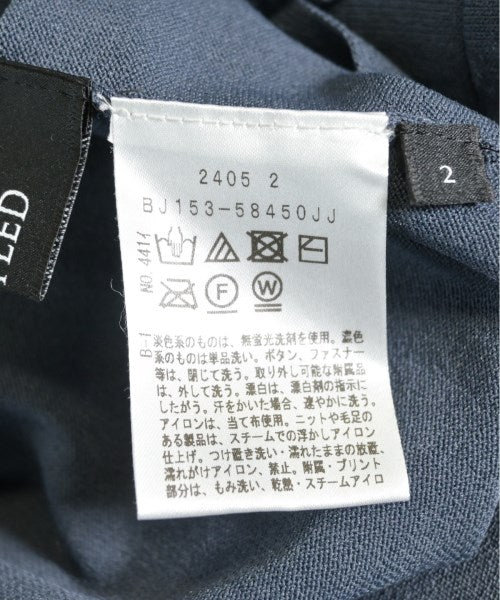 2405 2
BJ153-58450JJ
NO.4414
F
W
淡色系のものは、無蛍光洗剤を使用。濃色
系のものは単品洗い。ボタン、ファスナー
等は、閉じて洗う。取り外し可能な附属品
は、外して洗う。漂白は、漂白剤の指示に
したがう。汗をかいた場合、速やかに洗う。
アイロンは、当て布使用。ニットや毛足の
ある製品は、スチームでの浮かしアイロン
仕上げ。つけ置き洗い・濡れたままの放置、
濡れがけアイロン、禁止。附属・プリント
部分は、もみ洗い、乾熱・スチームアイロ
2